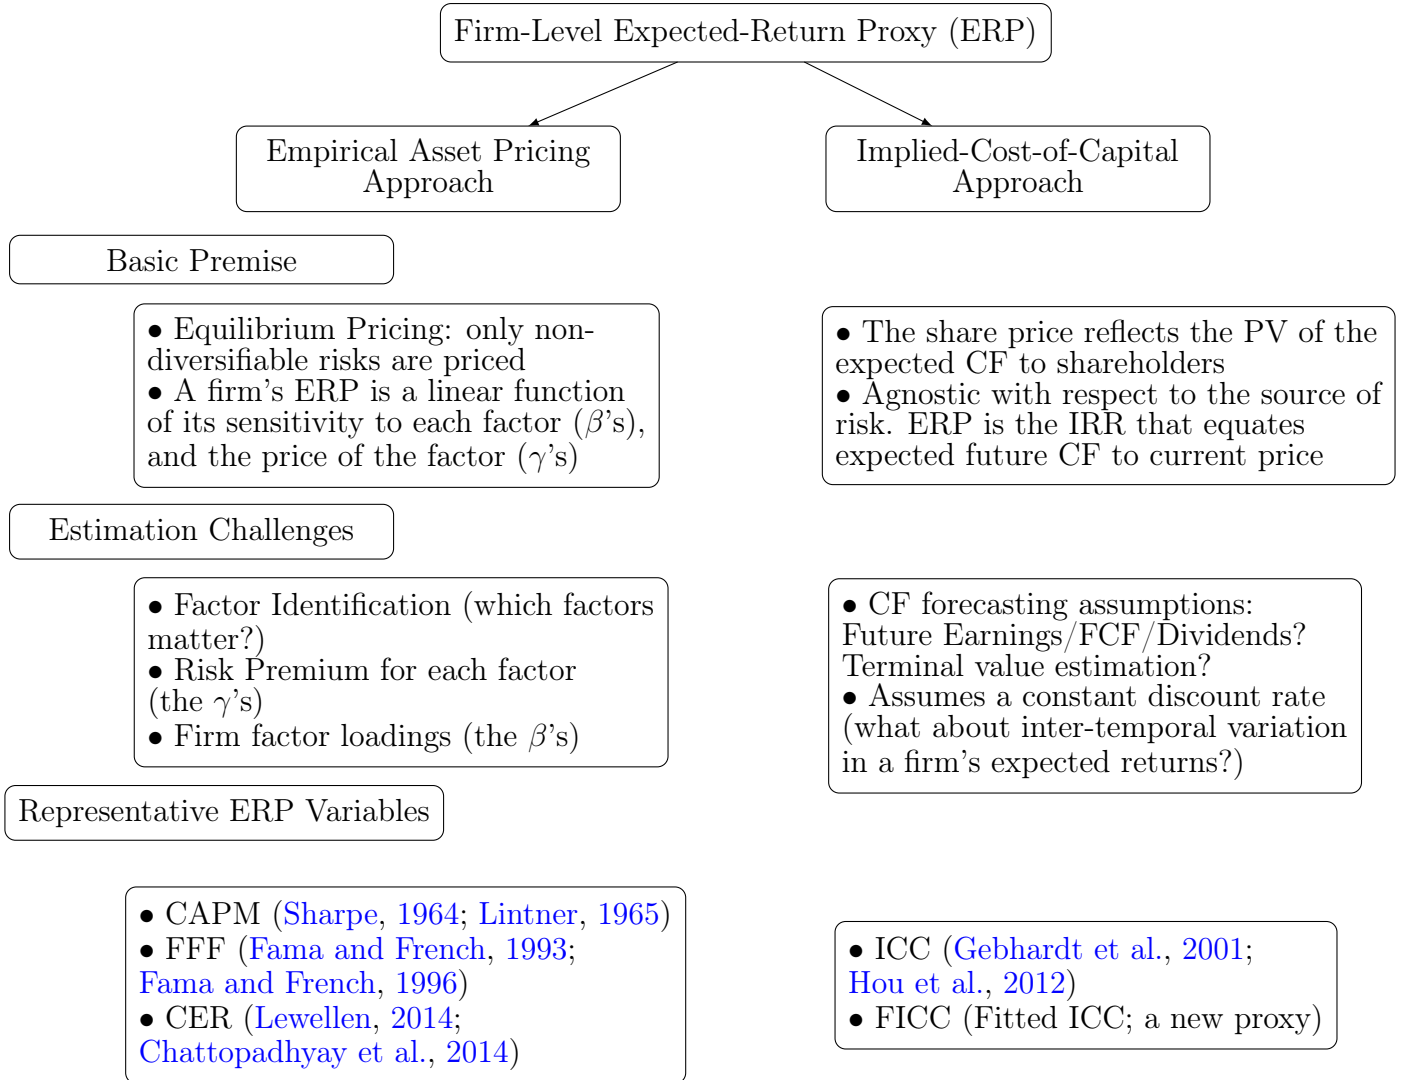 Firm-Level Expected-Return Proxy (ERP)
Empirical Asset Pricing
Approach
Implied-Cost-of-Capital
Approach
Basic Premise
• Equilibrium Pricing: only non-
diversifiable risks are priced
• A firm's ERP is a linear function
of its sensitivity to each factor (β's),
and the price of the factor (γ's)
• The share price reflects the PV of the
expected CF to shareholders
• Agnostic with respect to the source of
risk. ERP is the IRR that equates
expected future CF to current price
Estimation Challenges
• Factor Identification (which factors
matter?)
• Risk Premium for each factor
(the γ's)
• Firm factor loadings (the β's)
• CF forecasting assumptions:
Future Earnings/FCF/Dividends?
Terminal value estimation?
• Assumes a constant discount rate
(what about inter-temporal variation
in a firm's expected returns?)
Representative ERP Variables
• CAPM (Sharpe, 1964; Lintner, 1965)
• FFF (Fama and French, 1993;
Fama and French, 1996)
• CER (Lewellen, 2014;
Chattopadhyay et al., 2014)
• ICC (Gebhardt et al., 2001;
Hou et al., 2012)
• FICC (Fitted ICC; a new proxy)